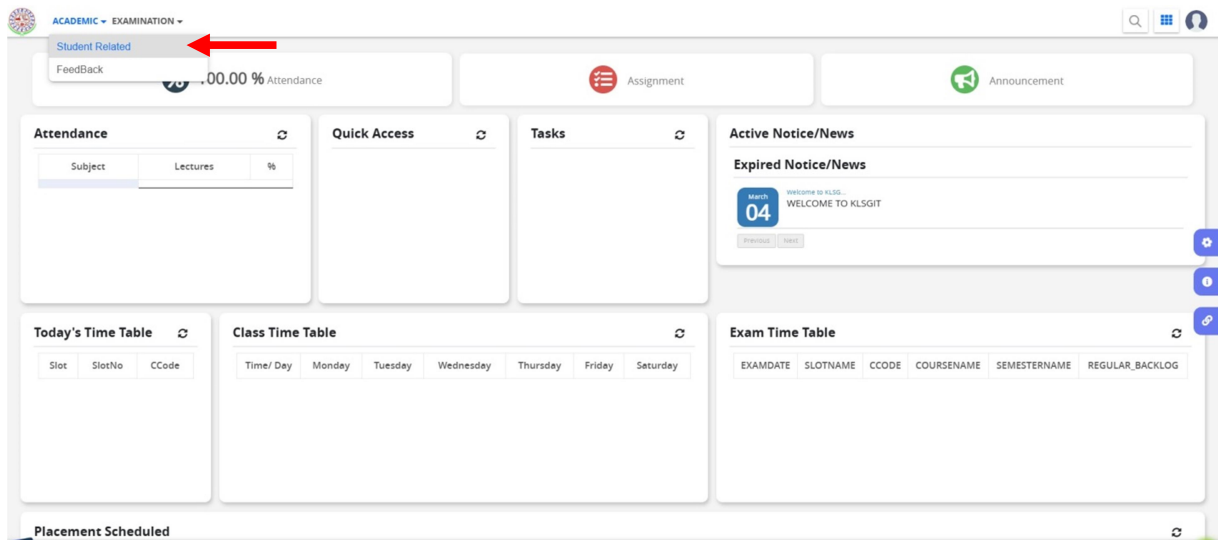 ACADEMIC EXAMINATION
Student Related
FeedBack
00.00 % Attendance
Assignment
Announcement
Attendance
Subject Lectures %
Quick Access
Tasks
Active Notice/News
Expired Notice/News
March
04
Welcome to KLSG...
WELCOME TO KLSGIT
Previous Next
Today's Time Table
Slot SlotNo CCode
Class Time Table
Time/ Day Monday Tuesday Wednesday Thursday Friday Saturday
Exam Time Table
EXAMDATE SLOTNAME CCODE COURSENAME SEMESTERNAME REGULAR_BACKLOG
Placement Scheduled